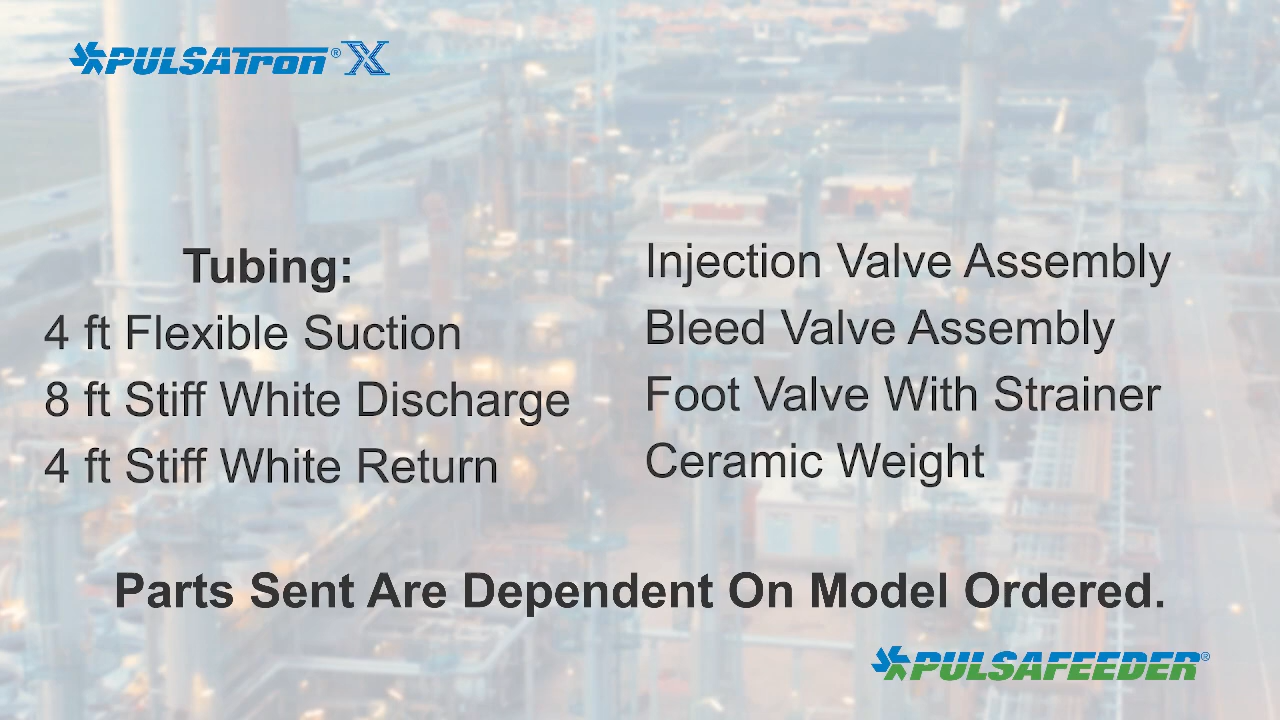 PULSATron® X
Tubing:
4 ft Flexible Suction
8 ft Stiff White Discharge
4 ft Stiff White Return
Injection Valve Assembly
Bleed Valve Assembly
Foot Valve With Strainer
Ceramic Weight
Parts Sent Are Dependent On Model Ordered.
PULSAFEEDER®